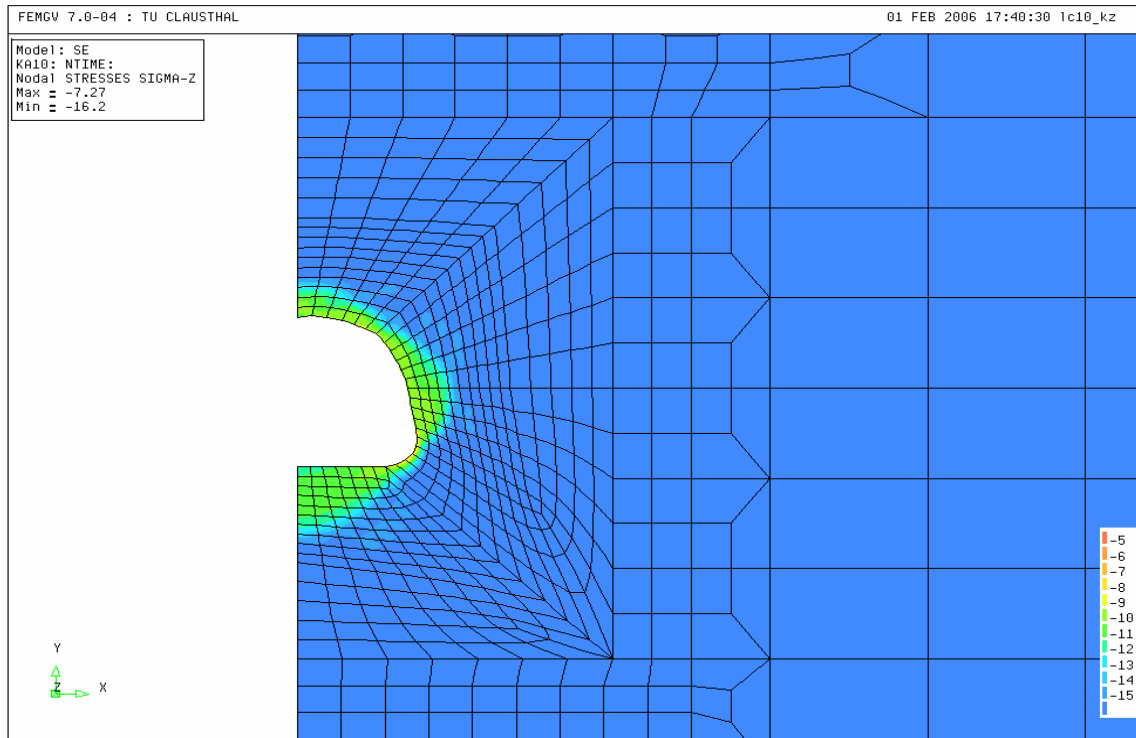 FEMGV 7.0-04 : TU CLAUSTHAL 01 FEB 2006 17:40:30 lc10_kz
Model: SE
KA10: NTIME:
Nodal STRESSES SIGMA-Z
Max = -7.27
Min = -16.2
-5
-6
-7
-8
-9
-10
-11
-12
-13
-14
-15
Y
Z X